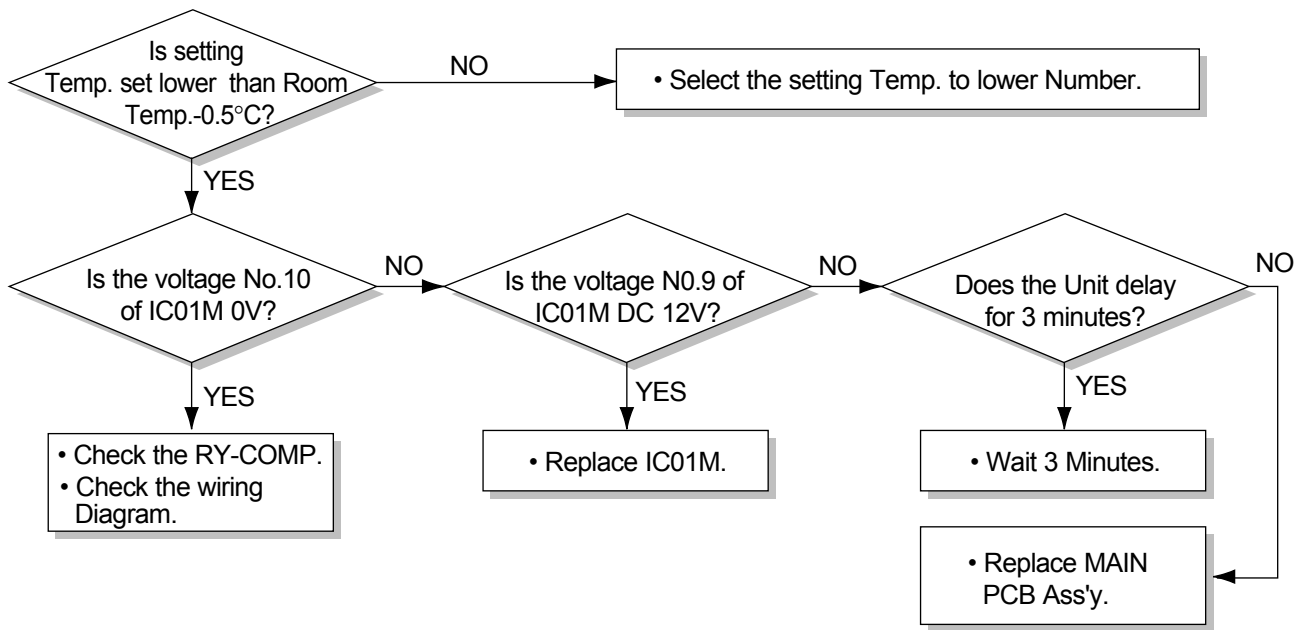 Is setting
Temp. set lower than Room
Temp.-0.5°C?
NO
• Select the setting Temp. to lower Number.
YES
Is the voltage No.10
of IC01M 0V?
NO
Is the voltage N0.9 of
IC01M DC 12V?
NO
Does the Unit delay
for 3 minutes?
NO
YES
YES
YES
• Check the RY-COMP.
• Check the wiring
Diagram.
• Replace IC01M.
• Wait 3 Minutes.
• Replace MAIN
PCB Ass'y.